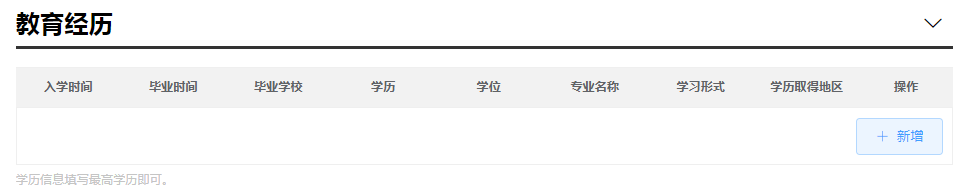 教育经历
入学时间 毕业时间 毕业学校 学历 学位 专业名称 学习形式 学历取得地区 操作
+ 新增
学历信息填写最高学历即可。